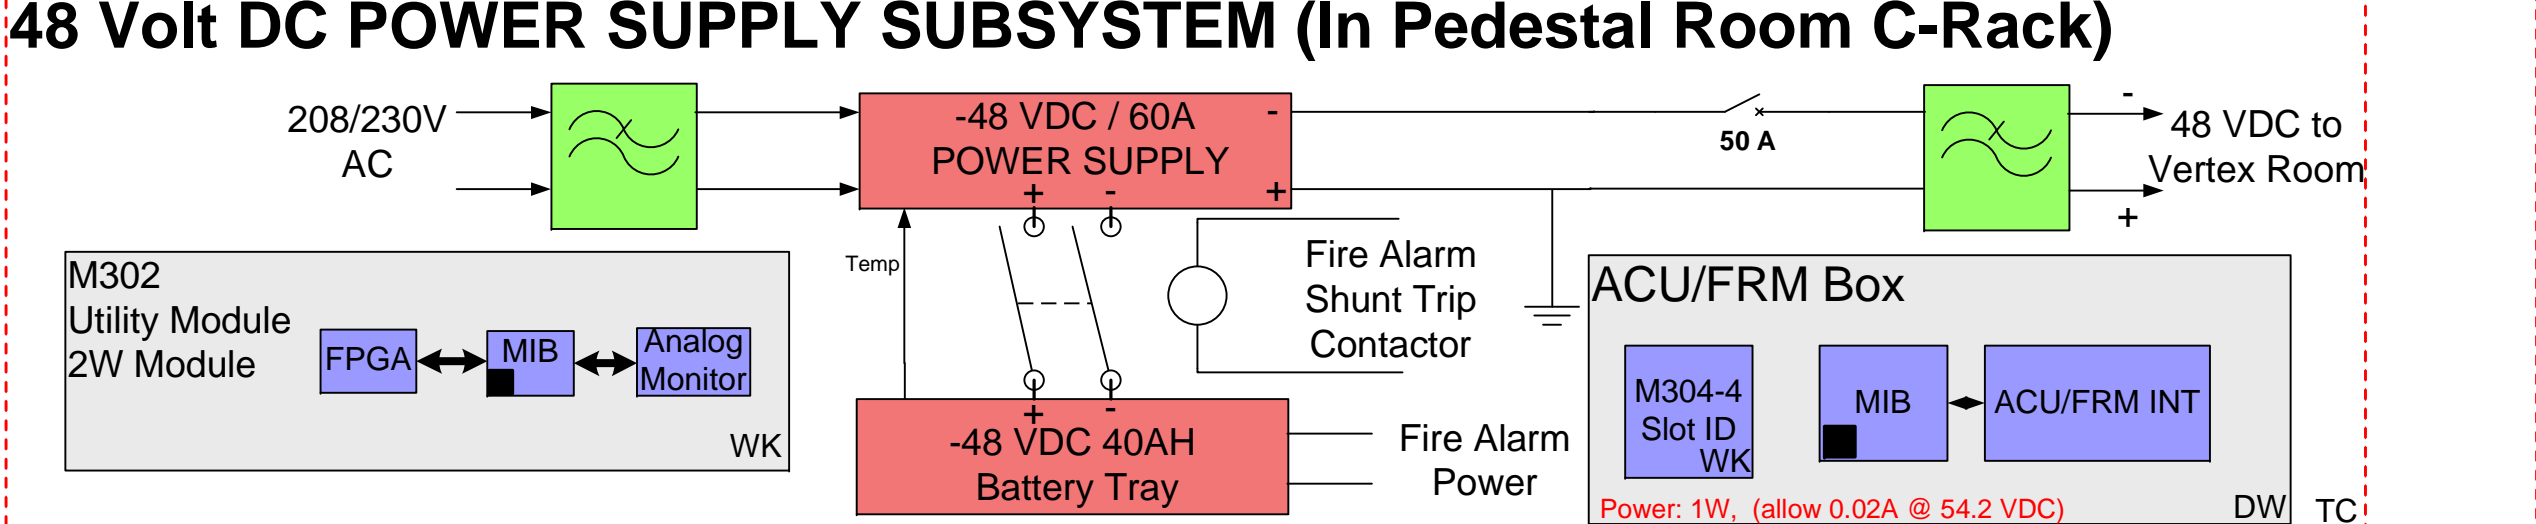 48 Volt DC POWER SUPPLY SUBSYSTEM (In Pedestal Room C-Rack)
208/230V
AC
-48 VDC / 60A
POWER SUPPLY
-
+
+
-
50 A
-
48 VDC to
Vertex Room
+
Temp
Fire Alarm
Shunt Trip
Contactor
M302
Utility Module
2W Module
FPGA
MIB
Analog
Monitor
WK
+
-
-48 VDC 40AH
Battery Tray
Fire Alarm
Power
ACU/FRM Box
M304-4
Slot ID
WK
MIB
ACU/FRM INT
Power: 1W, (allow 0.02A @ 54.2 VDC)
DW
TC